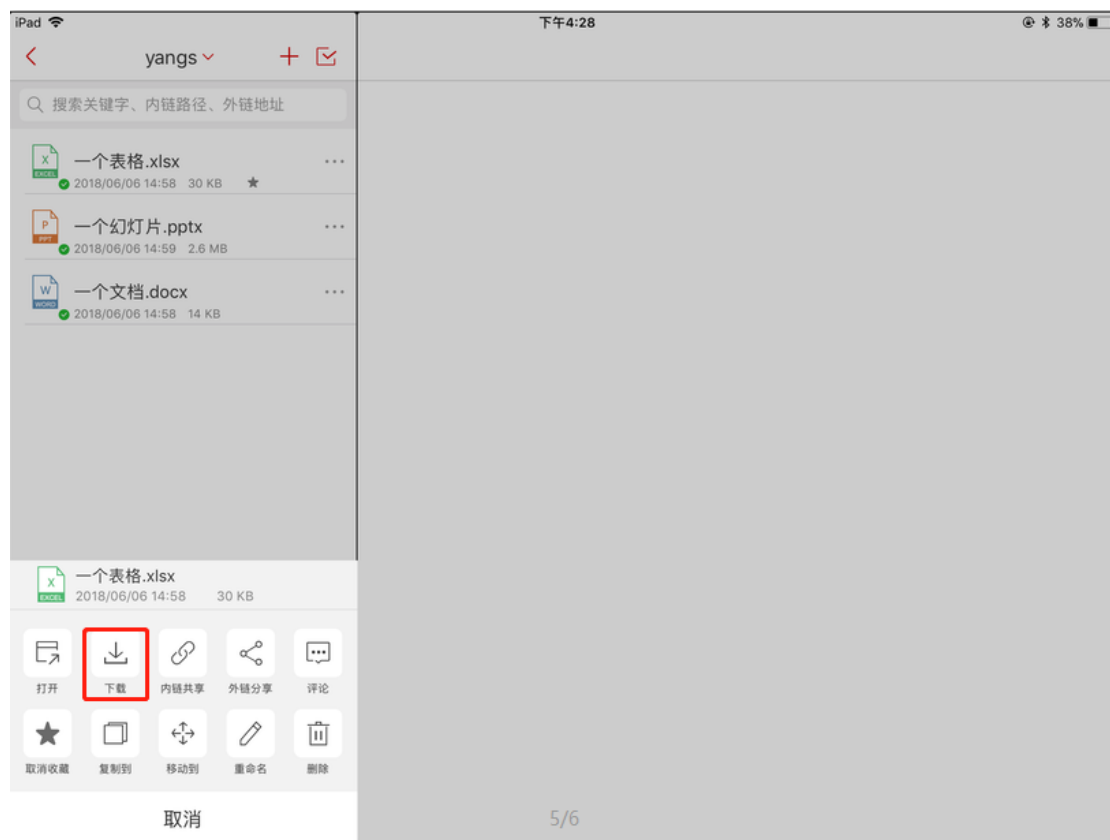 iPad 下午4:28 38%
yangs
搜索关键字、内链路径、外链地址
X
EXCEL
一个表格.xlsx
2018/06/06 14:58 30 KB
P
PPT
一个幻灯片.pptx
2018/06/06 14:59 2.6 MB
W
WORD
一个文档.docx
2018/06/06 14:58 14 KB
X
EXCEL
一个表格.xlsx
2018/06/06 14:58 30 KB
打开 下载 内链共享 外链分享 评论
取消收藏 复制到 移动到 重命名 删除
取消
5/6